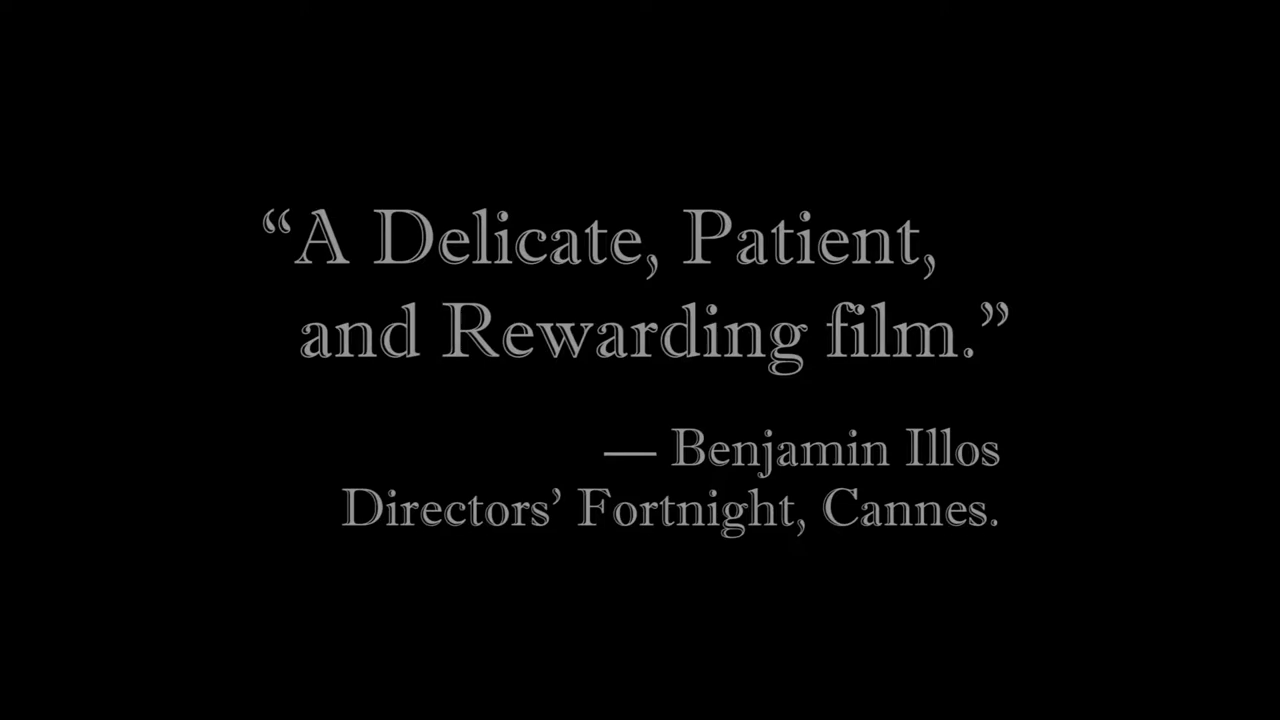 “A Delicate, Patient,
and Rewarding film.”
— Benjamin Illos
Directors’ Fortnight, Cannes.